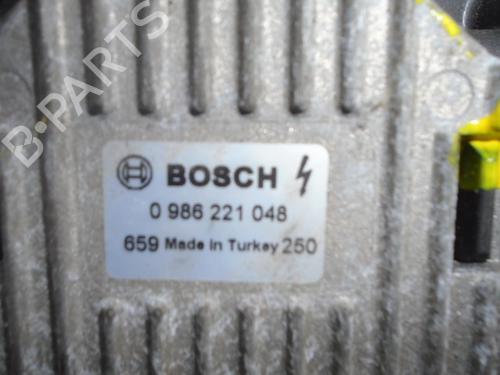 B-PARTS
BOSCH
0 986 221 048
659 Made in Turkey 250